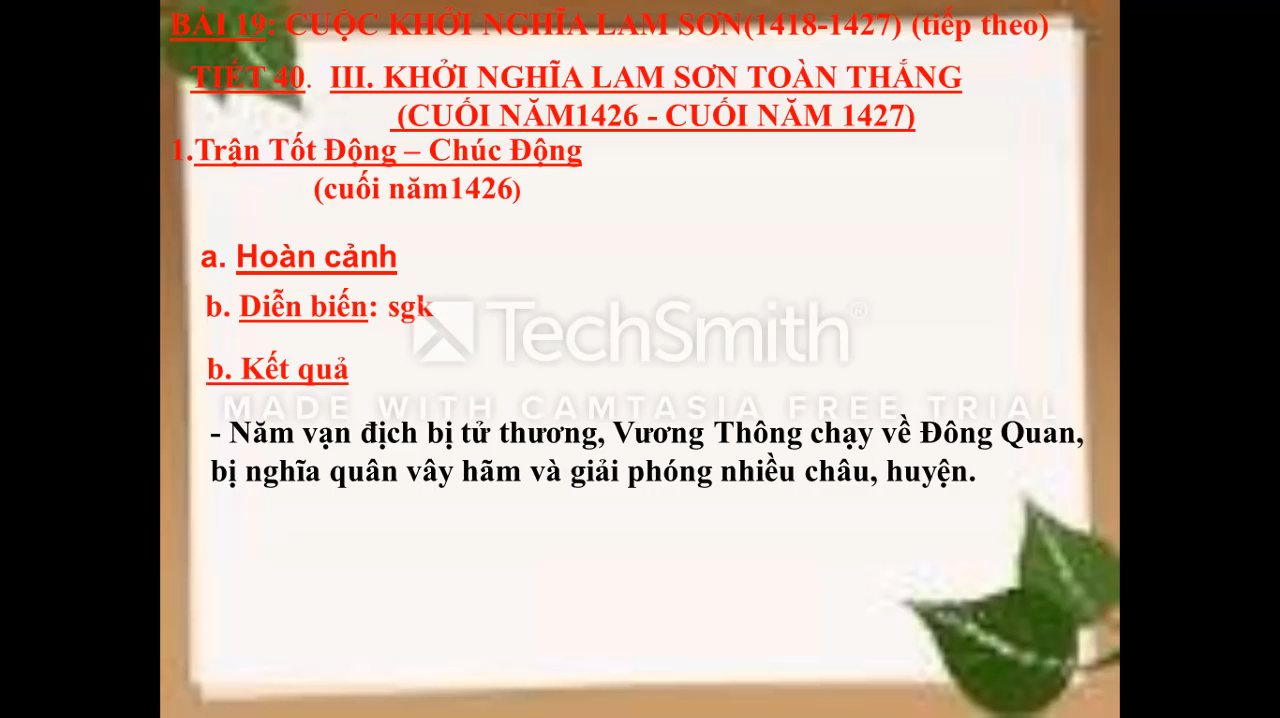 BÀI 19: CUỘC KHỞI NGHĨA LAM SƠN(1418-1427) (tiếp theo)
TIẾT 40. III. KHỞI NGHĨA LAM SƠN TOÀN THẮNG
(CUỐI NĂM1426 - CUỐI NĂM 1427)
1.Trận Tốt Động – Chúc Động
(cuối năm1426)
a. Hoàn cảnh
b. Diễn biến: sgk
TechSmith®
b. Kết quả
MADE WITH CAMTASIA FREE TRIAL
- Năm vạn địch bị tử thương, Vương Thông chạy về Đông Quan,
bị nghĩa quân vây hãm và giải phóng nhiều châu, huyện.